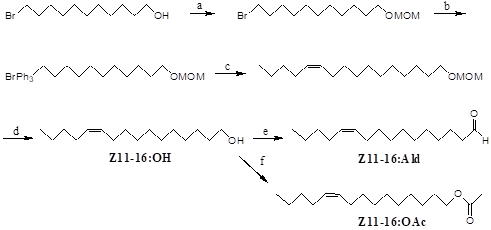 Br OH a Br OMOM b
BrPh3 OMOM c OMOM
d OH e O H
Z11-16:OH f Z11-16:Ald
O O
Z11-16:OAc